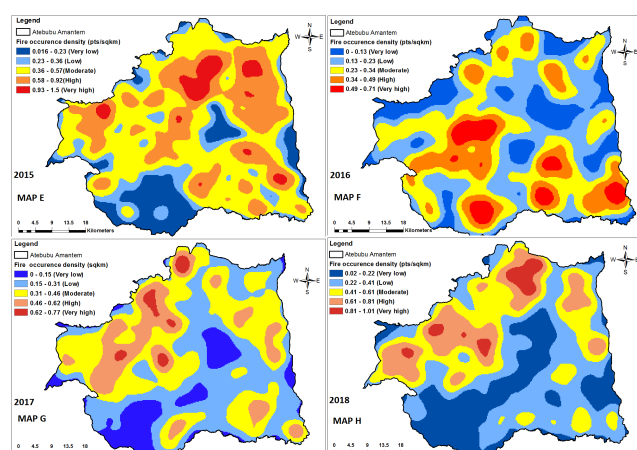 Legend
Atebubu Amantem
Fire occurence density (pts/sqkm)
0.016 - 0.23 (Very low)
0.23 - 0.36 (Low)
0.36 - 0.57(Moderate)
0.58 - 0.92(High)
0.93 - 1.5 (Very high)
N
W E
S
2015
MAP E
0 4.5 9 13.5 18
Kilometers
Legend
Atebubu Amantem
Fire occurence density (pts/sqkm)
0 - 0.13 (Very low)
0.13 - 0.23 (Low)
0.23 - 0.34 (Moderate)
0.34 - 0.49 (High)
0.49 - 0.71 (Very high)
N
W E
S
2016
MAP F
0 4.5 9 13.5 18
Kilometers
Legend
Atebubu Amantem
Fire occurence density (sqkm)
0 - 0.15 (Very low)
0.15 - 0.31 (Low)
0.31 - 0.46 (Moderate)
0.46 - 0.62 (High)
0.62 - 0.77 (Very high)
N
W E
S
2017
MAP G
0 4.5 9 13.5 18
Legend
Atebubu Amantem
Fire occurence density (pts/sqkm)
0.02 - 0.22 (Very low)
0.22 - 0.41 (Low)
0.41 - 0.61 (Moderate)
0.61 - 0.81 (High)
0.81 - 1.01 (Very high)
N
W E
S
2018
MAP H
0 4.5 9 13.5 18